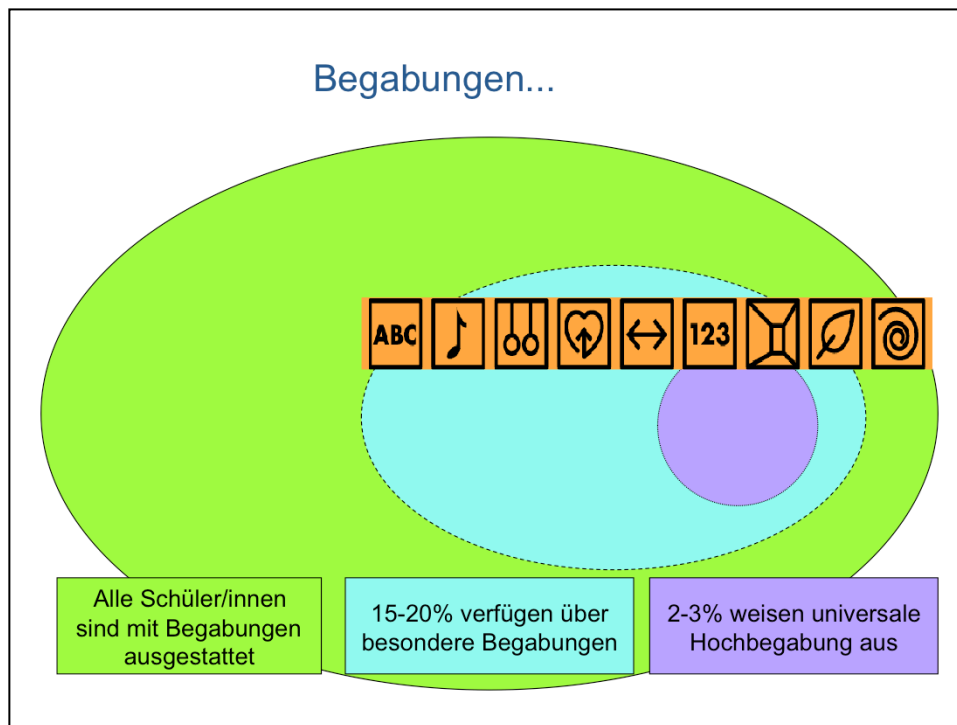 Begabungen...
ABC
123
Alle Schüler/innen
sind mit Begabungen
ausgestattet
15-20% verfügen über
besondere Begabungen
2-3% weisen universale
Hochbegabung aus